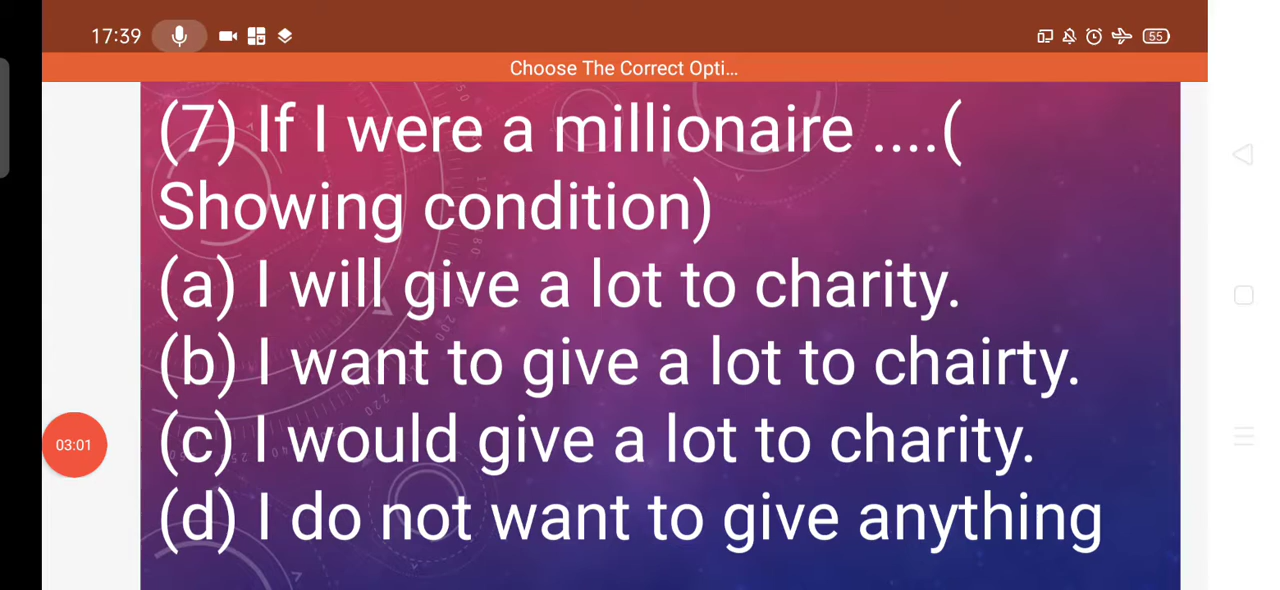 17:39
55
Choose The Correct Opti...
(7) If I were a millionaire ....(
Showing condition)
(a) I will give a lot to charity.
(b) I want to give a lot to chairty.
03:01
(c) I would give a lot to charity.
(d) I do not want to give anything